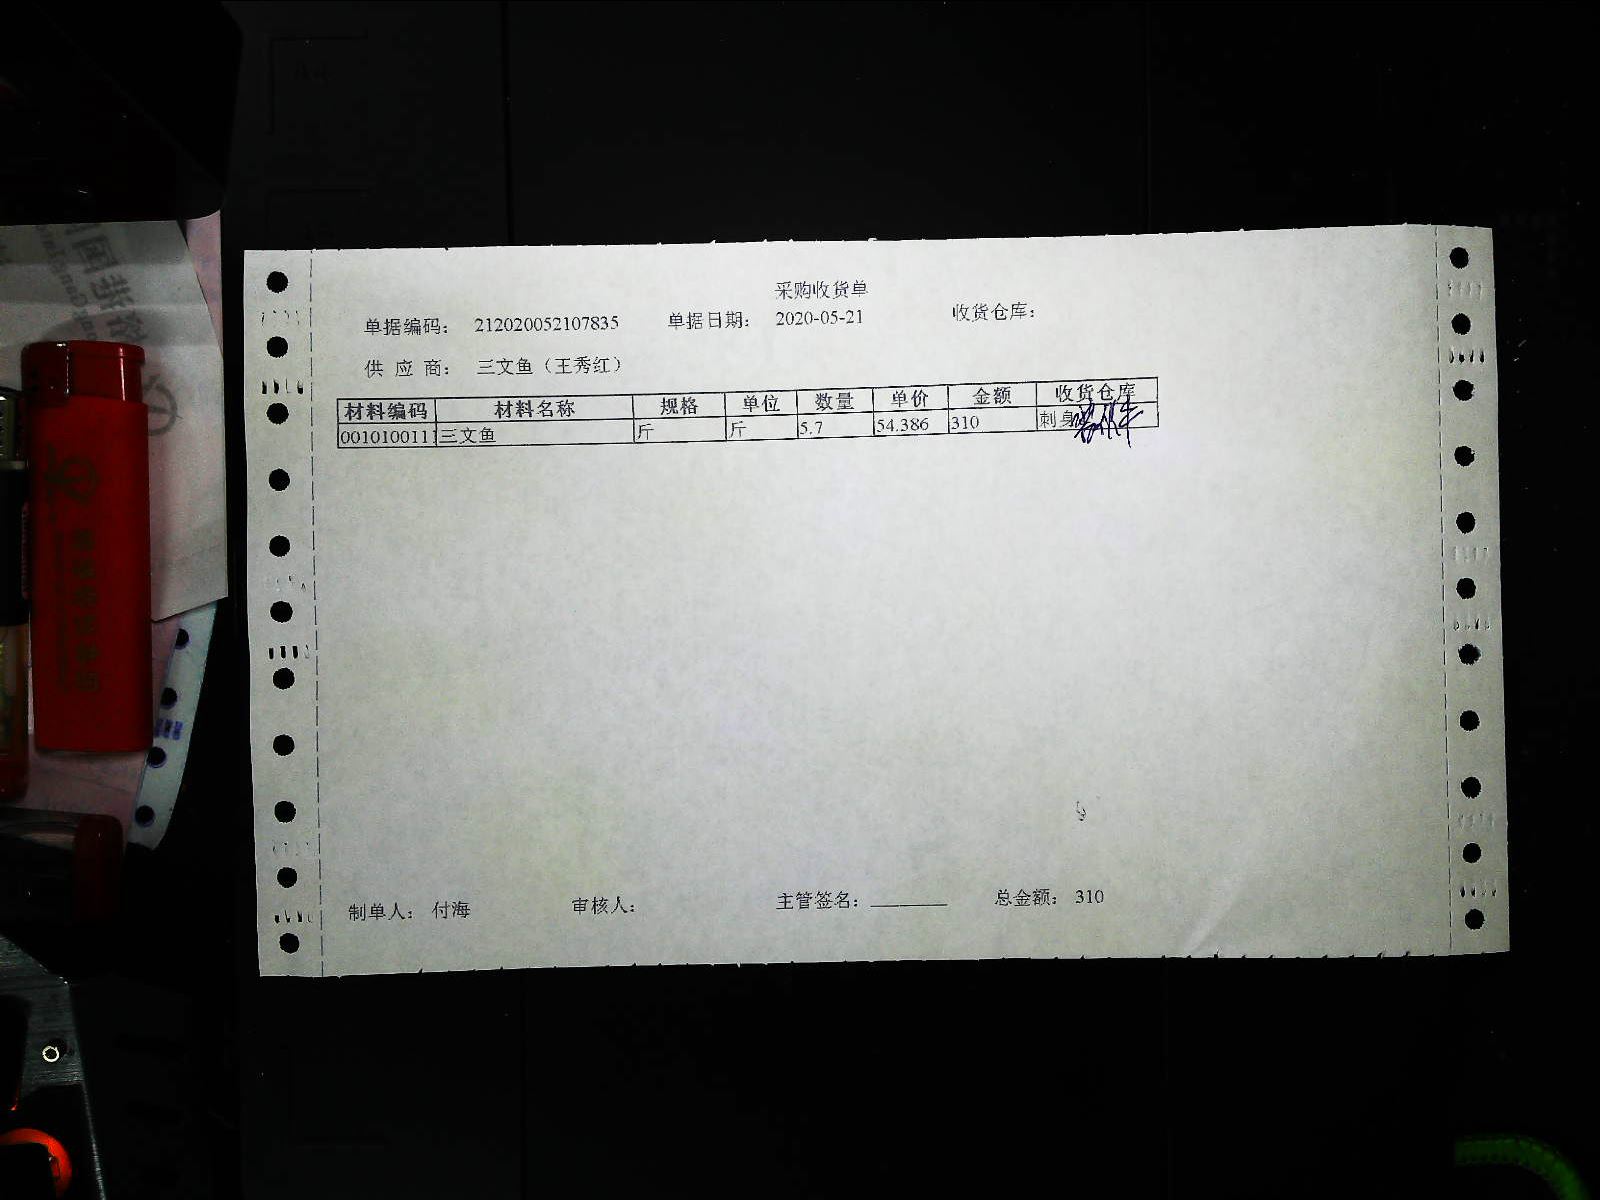 采购收货单
单据编码： 212020052107835 单据日期： 2020-05-21 收货仓库：
供 应 商： 三文鱼（王秀红）
材料编码 材料名称 规格 单位 数量 单价 金额 收货仓库
0010100111 三文鱼 斤 斤 5.7 54.386 310 刺身
制单人： 付海 审核人： 主管签名： 总金额： 310